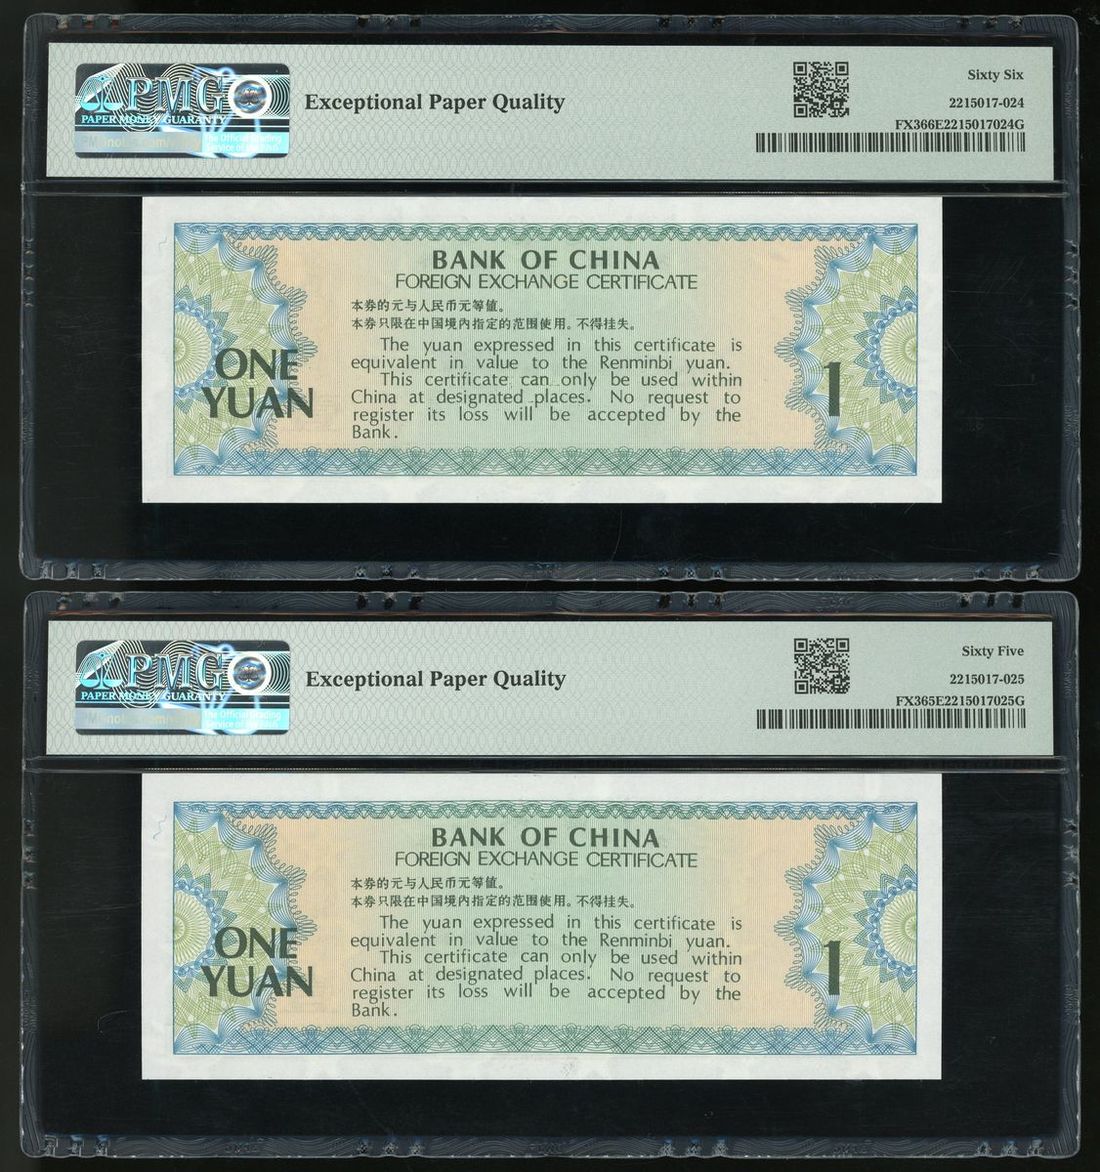 PMG
PAPER MONEY GUARANTY
Exceptional Paper Quality
Sixty Six
2215017-024
FX366E2215017024G
BANK OF CHINA
FOREIGN EXCHANGE CERTIFICATE
本券的元与人民币元等值。
本券只限在中国境内指定的范围使用。不得挂失。
The yuan expressed in this certificate is
equivalent in value to the Renminbi yuan.
This certificate can only be used within
China at designated places. No request to
register its loss will be accepted by the
Bank.
ONE
YUAN
1
PMG
PAPER MONEY GUARANTY
Exceptional Paper Quality
Sixty Five
2215017-025
FX365E2215017025G
BANK OF CHINA
FOREIGN EXCHANGE CERTIFICATE
本券的元与人民币元等值。
本券只限在中国境内指定的范围使用。不得挂失。
The yuan expressed in this certificate is
equivalent in value to the Renminbi yuan.
This certificate can only be used within
China at designated places. No request to
register its loss will be accepted by the
Bank.
ONE
YUAN
1